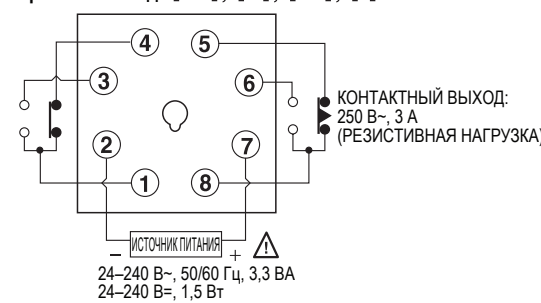 4
5
3
6
КОНТАКТНЫЙ ВЫХОД:
250 В~, 3 А
(РЕЗИСТИВНАЯ НАГРУЗКА)
2
7
1
8
ИСТОЧНИК ПИТАНИЯ
− +
24–240 В~, 50/60 Гц, 3,3 ВА
24–240 В=, 1,5 Вт